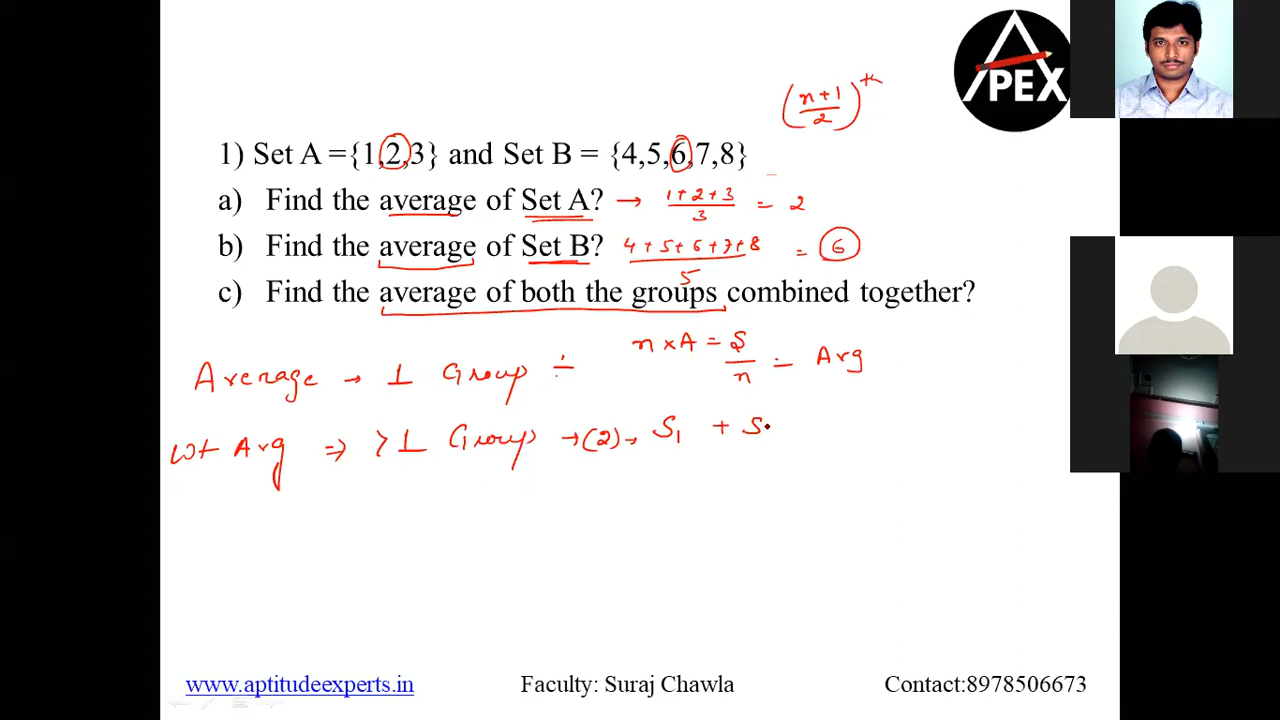 PEX
(n+1/2)th
1) Set A ={1,2,3} and Set B = {4,5,6,7,8}
a) Find the average of Set A? → 1+2+3/3 = 2
b) Find the average of Set B? 4+5+6+7+8/5 = 6
c) Find the average of both the groups combined together?
n×A = S/n = Avg
Average → 1 Group ÷
Wt Avg ⇒ >1 Group → (2) → S1 + S
www.aptitudeexperts.in Faculty: Suraj Chawla Contact:8978506673